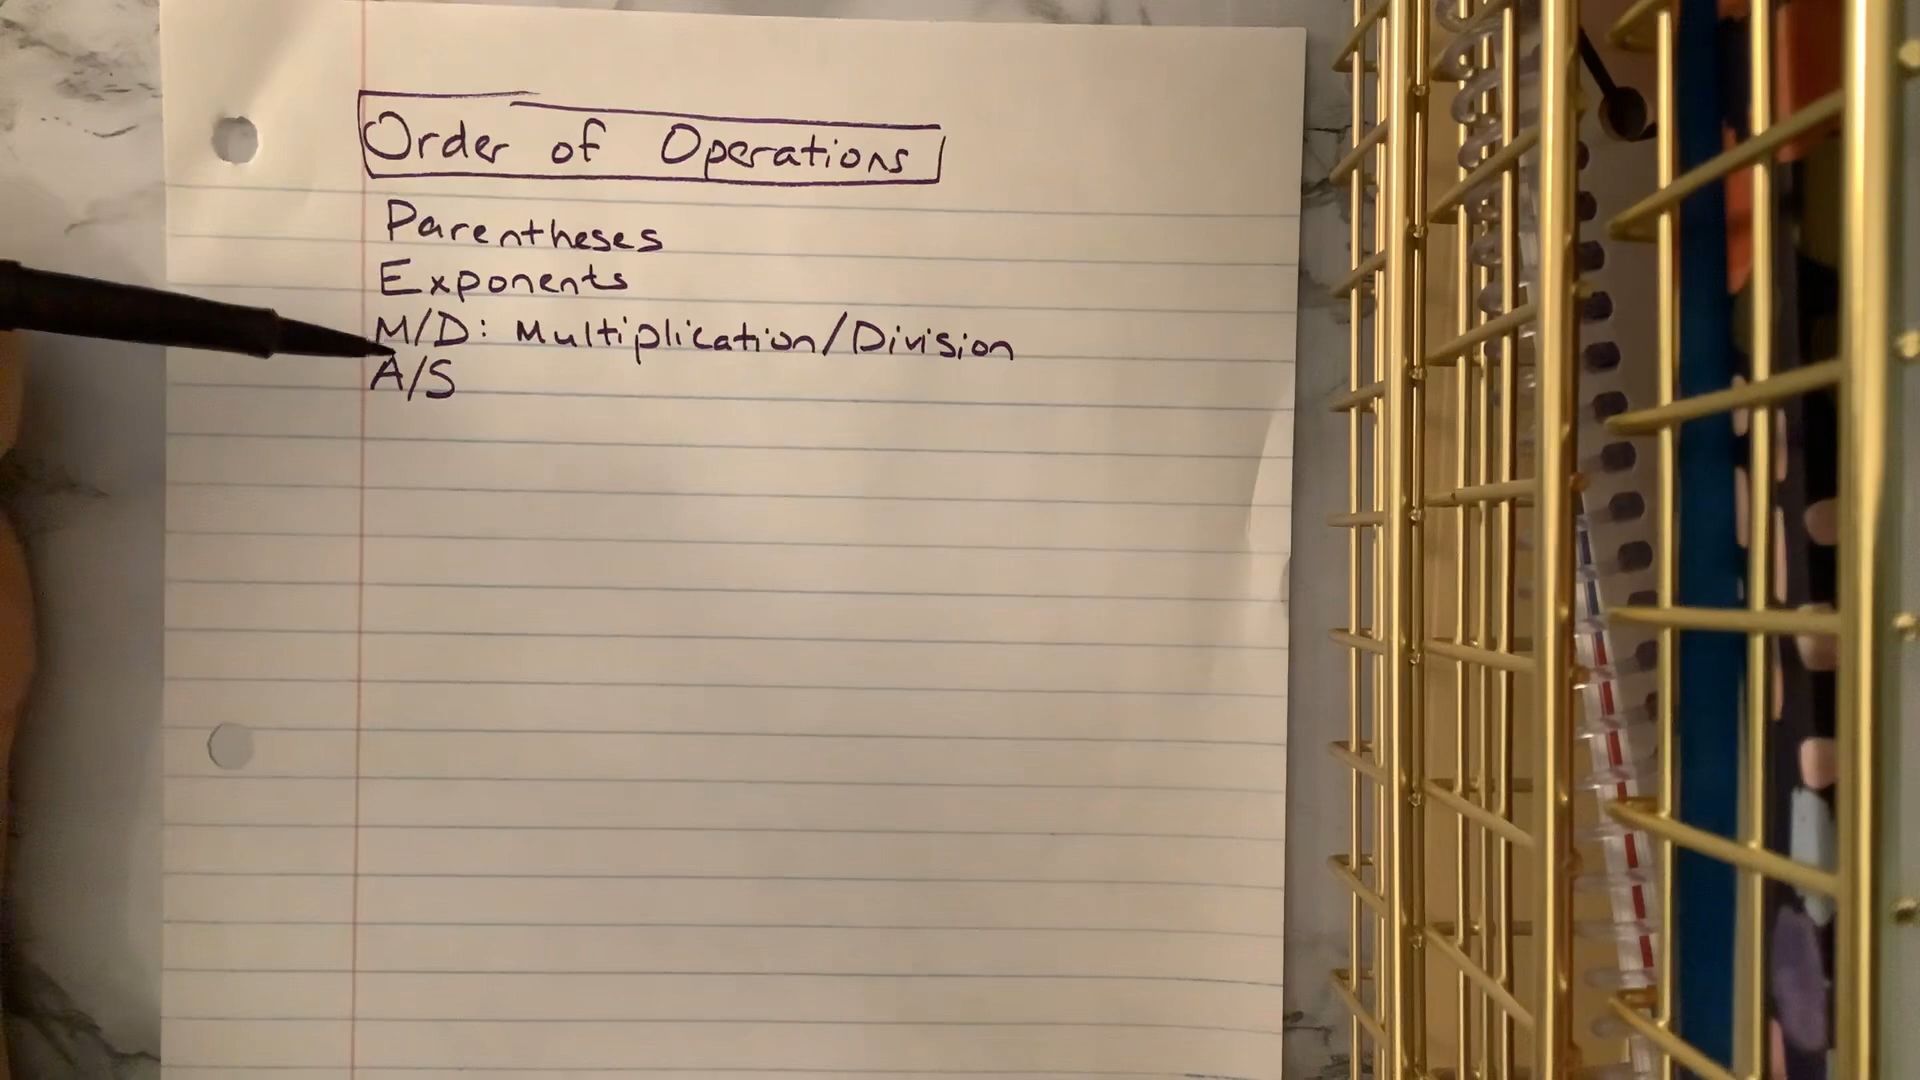 Order of Operations
Parentheses
Exponents
M/D: Multiplication/Division
A/S